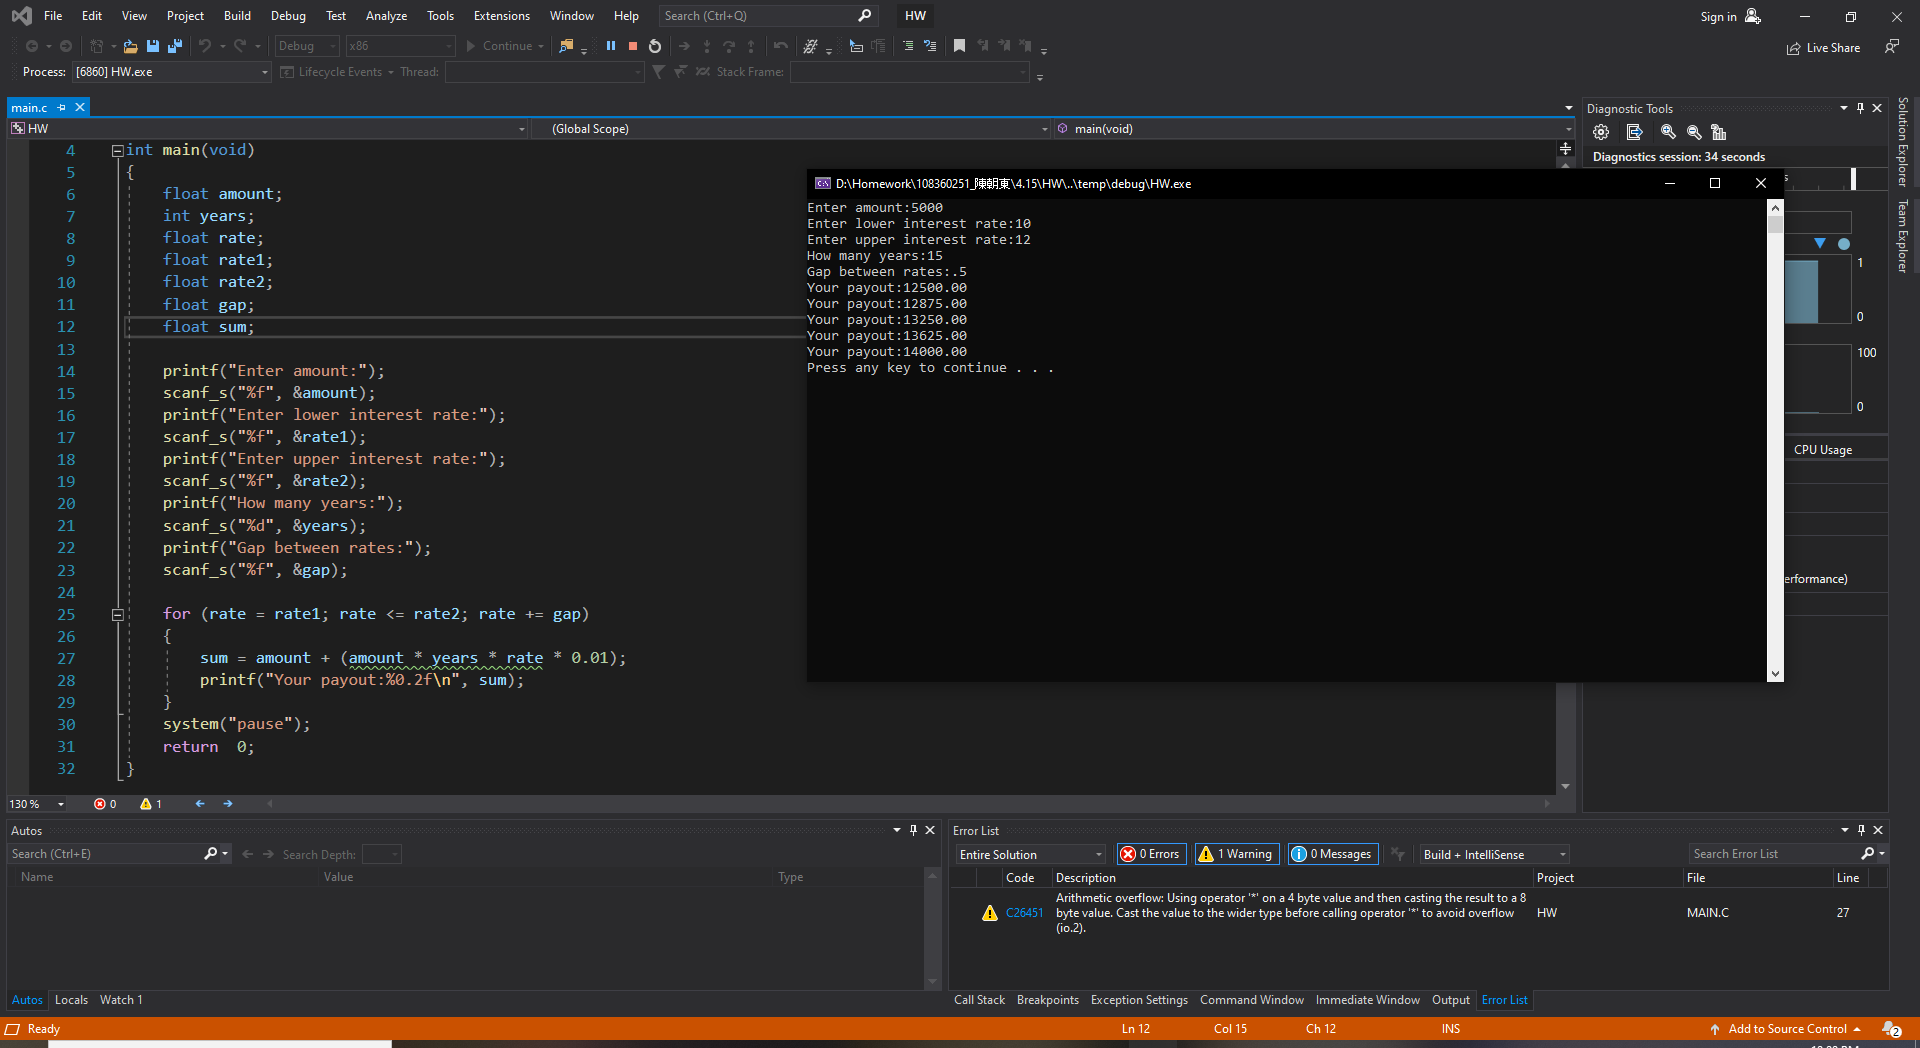 File Edit View Project Build Debug Test Analyze Tools Extensions Window Help Search (Ctrl+Q) HW Sign in
Debug x86 Continue Live Share
Process: [6860] HW.exe Lifecycle Events Thread: Stack Frame:
main.c
HW (Global Scope) main(void)
4 int main(void)
5 {
6 float amount;
7 int years;
8 float rate;
9 float rate1;
10 float rate2;
11 float gap;
12 float sum;
13
14 printf("Enter amount:");
15 scanf_s("%f", &amount);
16 printf("Enter lower interest rate:");
17 scanf_s("%f", &rate1);
18 printf("Enter upper interest rate:");
19 scanf_s("%f", &rate2);
20 printf("How many years:");
21 scanf_s("%d", &years);
22 printf("Gap between rates:");
23 scanf_s("%f", &gap);
24
25 for (rate = rate1; rate <= rate2; rate += gap)
26 {
27 sum = amount + (amount * years * rate * 0.01);
28 printf("Your payout:%0.2f\n", sum);
29 }
30 system("pause");
31 return 0;
32 }
130 % 0 1
D:\Homework\108360251_陳朝東\4.15\HW\..\temp\debug\HW.exe
Enter amount:5000
Enter lower interest rate:10
Enter upper interest rate:12
How many years:15
Gap between rates:.5
Your payout:12500.00
Your payout:12875.00
Your payout:13250.00
Your payout:13625.00
Your payout:14000.00
Press any key to continue . . .
Diagnostic Tools
Diagnostics session: 34 seconds
s
1
0
100
0
CPU Usage
erformance)
Solution Explorer
Team Explorer
Autos
Search (Ctrl+E) Search Depth:
Name Value Type
Autos Locals Watch 1
Error List
Entire Solution 0 Errors 1 Warning 0 Messages Build + IntelliSense Search Error List
Code Description Project File Line
C26451 Arithmetic overflow: Using operator '*' on a 4 byte value and then casting the result to a 8
byte value. Cast the value to the wider type before calling operator '*' to avoid overflow
(io.2).
HW MAIN.C 27
Call Stack Breakpoints Exception Settings Command Window Immediate Window Output Error List
Ready Ln 12 Col 15 Ch 12 INS Add to Source Control 2